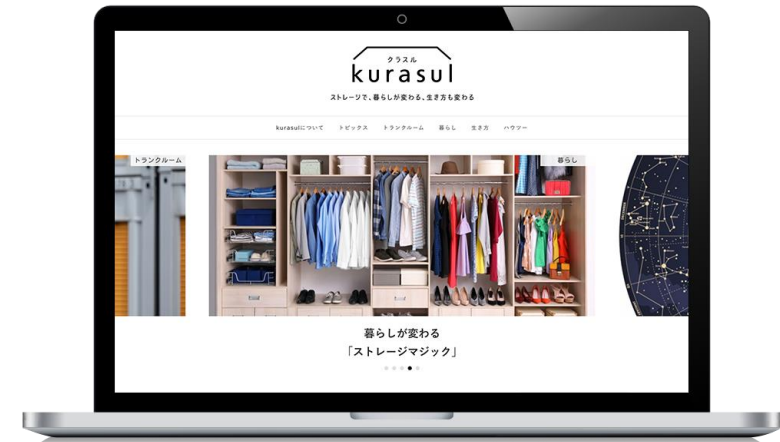 クラスル
kurasul
ストレージで、暮らしが変わる、生き方も変わる
kurasulについて トピックス トランクルーム 暮らし 生き方 ハウツー
トランクルーム
暮らし
暮らしが変わる
「ストレージマジック」